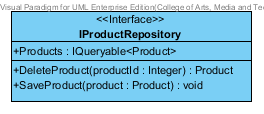 Visual Paradigm for UML Enterprise Edition(College of Arts, Media and Te
<<Interface>>
IProductRepository
+Products : IQueryable<Product>
+DeleteProduct(productId : Integer) : Product
+SaveProduct(product : Product) : void